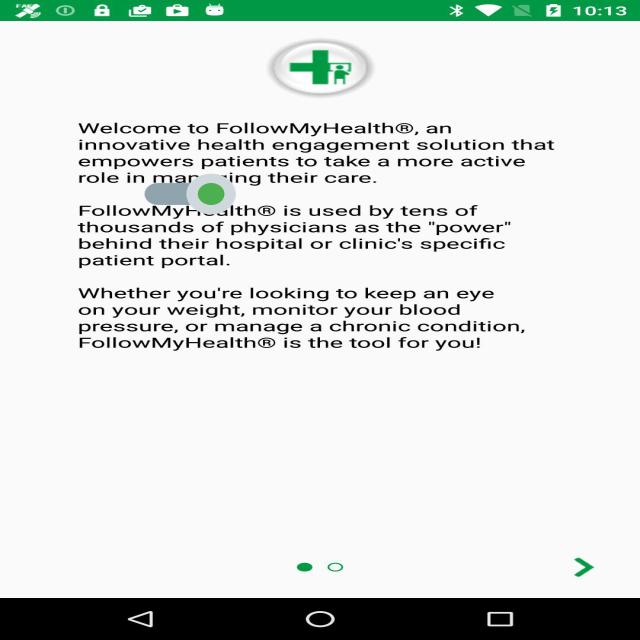 10:13
Welcome to FollowMyHealth®, an
innovative health engagement solution that
empowers patients to take a more active
role in managing their care.
FollowMyHealth® is used by tens of
thousands of physicians as the "power"
behind their hospital or clinic's specific
patient portal.
Whether you're looking to keep an eye
on your weight, monitor your blood
pressure, or manage a chronic condition,
FollowMyHealth® is the tool for you!